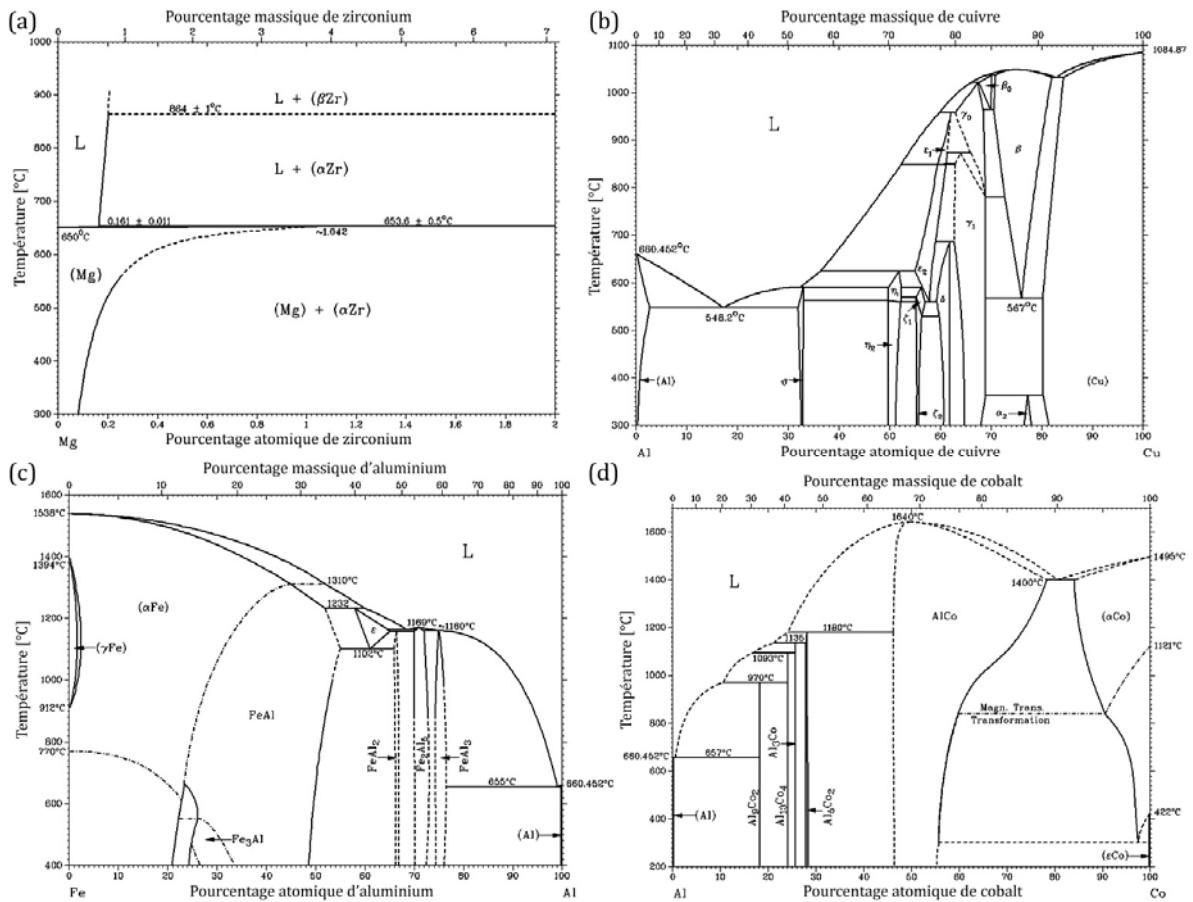 (a)
Pourcentage massique de zirconium
0 1 2 3 4 5 6 7
Température [°C]
1000
900
800
700
600
500
400
300
L + (βZr)
864 ± 1°C
L
L + (αZr)
0.161 ± 0.011
653.6 ± 0.5°C
650°C
~1.042
(Mg)
(Mg) + (αZr)
0 0.2 0.4 0.6 0.8 1 1.2 1.4 1.6 1.8 2
Mg
Pourcentage atomique de zirconium
(b)
Pourcentage massique de cuivre
0 10 20 30 40 50 60 70 80 90 100
Température [°C]
1100
1000
900
800
700
600
500
400
300
1084.87
L
β₀
γ₀
ε₁
β
γ₁
660.452°C
ε₂
η₁
δ
548.2°C
ζ₁
567°C
η₂
(Al)
ϑ
ζ₂
α₂
(Cu)
0 10 20 30 40 50 60 70 80 90 100
Al
Pourcentage atomique de cuivre
Cu
(c)
Pourcentage massique d'aluminium
0 10 20 30 40 50 60 70 80 90 100
Température [°C]
1600
1400
1200
1000
800
600
400
1538°C
L
1394°C
1310°C
(αFe)
1232
ε
1169°C
~1160°C
1102°C
(γFe)
912°C
FeAl
770°C
FeAl₂
Fe₂Al₅
FeAl₃
655°C
660.452°C
Fe₃Al
(Al)
0 10 20 30 40 50 60 70 80 90 100
Fe
Pourcentage atomique d'aluminium
Al
(d)
Pourcentage massique de cobalt
0 10 20 30 40 50 60 70 80 90 100
Température [°C]
1600
1400
1200
1000
800
600
400
200
1640°C
L
1495°C
1400°C
AlCo
(αCo)
1180°C
1135
1093°C
1121°C
970°C
Magn. Trans.
Transformation
660.452°C
657°C
Al₃Co
Al₉Co₂
Al₁₃Co₄
Al₅Co₂
422°C
(Al)
(εCo)
0 10 20 30 40 50 60 70 80 90 100
Al
Pourcentage atomique de cobalt
Co